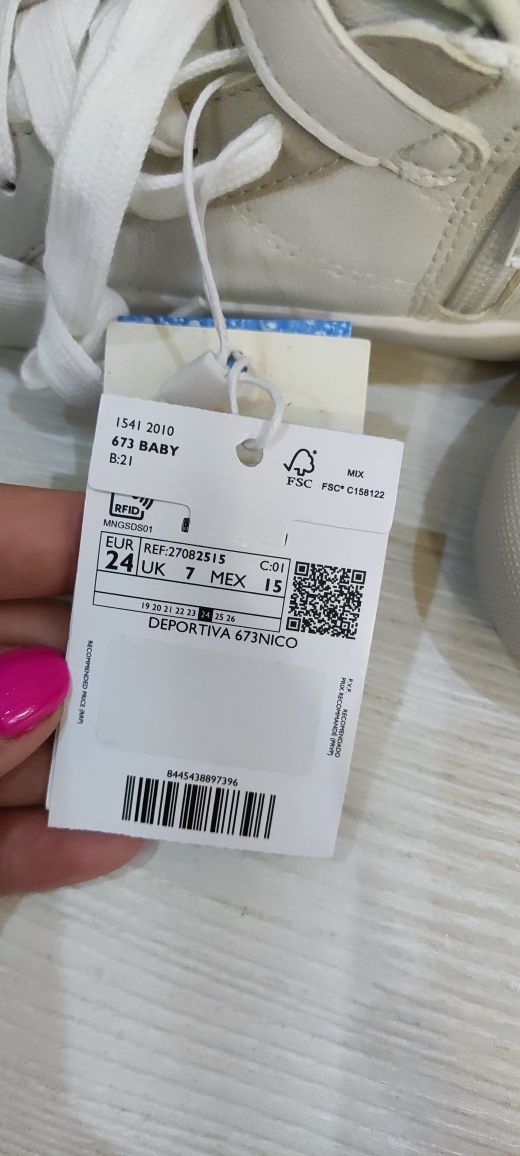 1541 2010
673 BABY
B:21
FSC
MIX
FSC® C158122
RFID
MNGSDS01
EUR
24
REF:27082515 C:01
UK 7 MEX 15
19 20 21 22 23 24 25 26
DEPORTIVA 673NICO
RECOMMENDED PRICE (RRP)
P.V.P. RECOMENDADO
PRIX RECOMMANDÉ (PRVP)
8445438897396